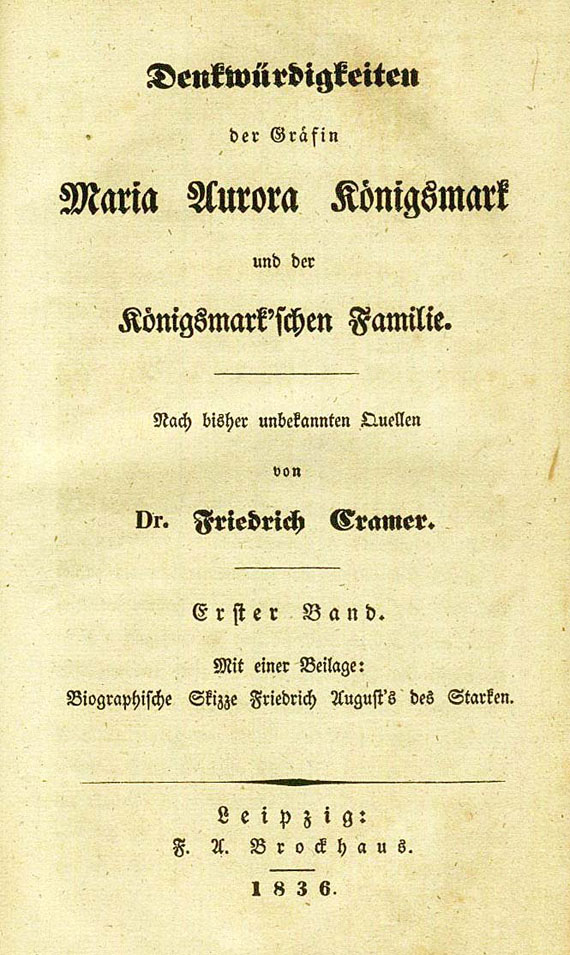 Denkwürdigkeiten
der Gräfin
Maria Aurora Königsmark
und der
Königsmark'schen Familie.
Nach bisher unbekannten Quellen
von
Dr. Friedrich Cramer.
Erster Band.
Mit einer Beilage:
Biographische Skizze Friedrich August's des Starken.
Leipzig:
F. A. Brockhaus.
1836.